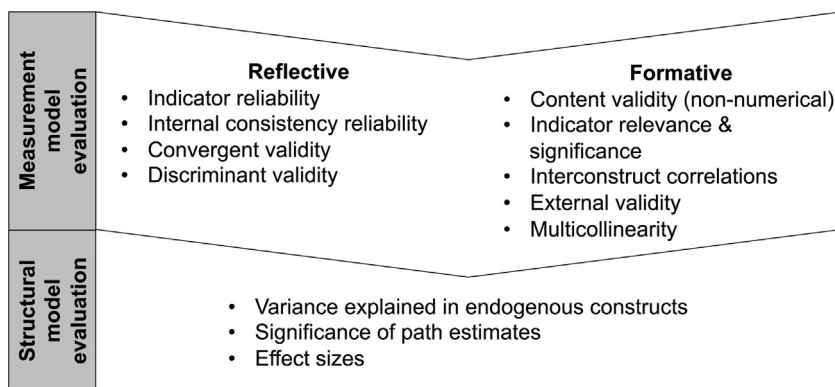 Measurement
model
evaluation
Reflective
• Indicator reliability
• Internal consistency reliability
• Convergent validity
• Discriminant validity
Formative
• Content validity (non-numerical)
• Indicator relevance &
significance
• Interconstruct correlations
• External validity
• Multicollinearity
Structural
model
evaluation
• Variance explained in endogenous constructs
• Significance of path estimates
• Effect sizes